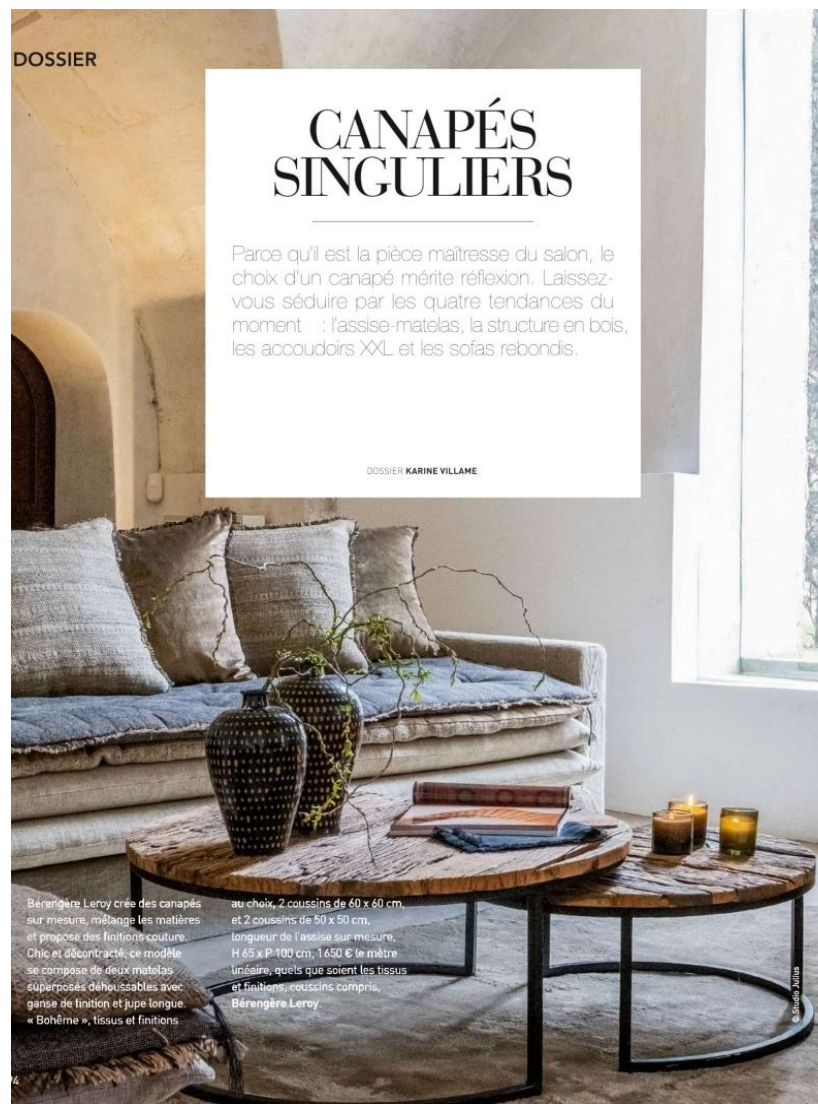 DOSSIER
CANAPÉS
SINGULIERS
Parce qu'il est la pièce maîtresse du salon, le
choix d'un canapé mérite réflexion. Laissez-
vous séduire par les quatre tendances du
moment : l'assise-matelas, la structure en bois,
les accoudoirs XXL et les sofas rebondis.
DOSSIER KARINE VILLAME.
Bérengère Leroy crée des canapés
sur mesure, mélange les matières
et propose des finitions couture.
Chic et décontracté, ce modèle
se compose de deux matelas
superposés déhoussables avec
ganse de finition et jupe longue.
« Bohême », tissus et finitions
au choix, 2 coussins de 60 x 60 cm,
et 2 coussins de 50 x 50 cm,
longueur de l'assise sur mesure,
H 65 x P 100 cm, 1 650 € le mètre
linéaire, quels que soient les tissus
et finitions, coussins compris,
Bérengère Leroy.
© Studio Julius
4